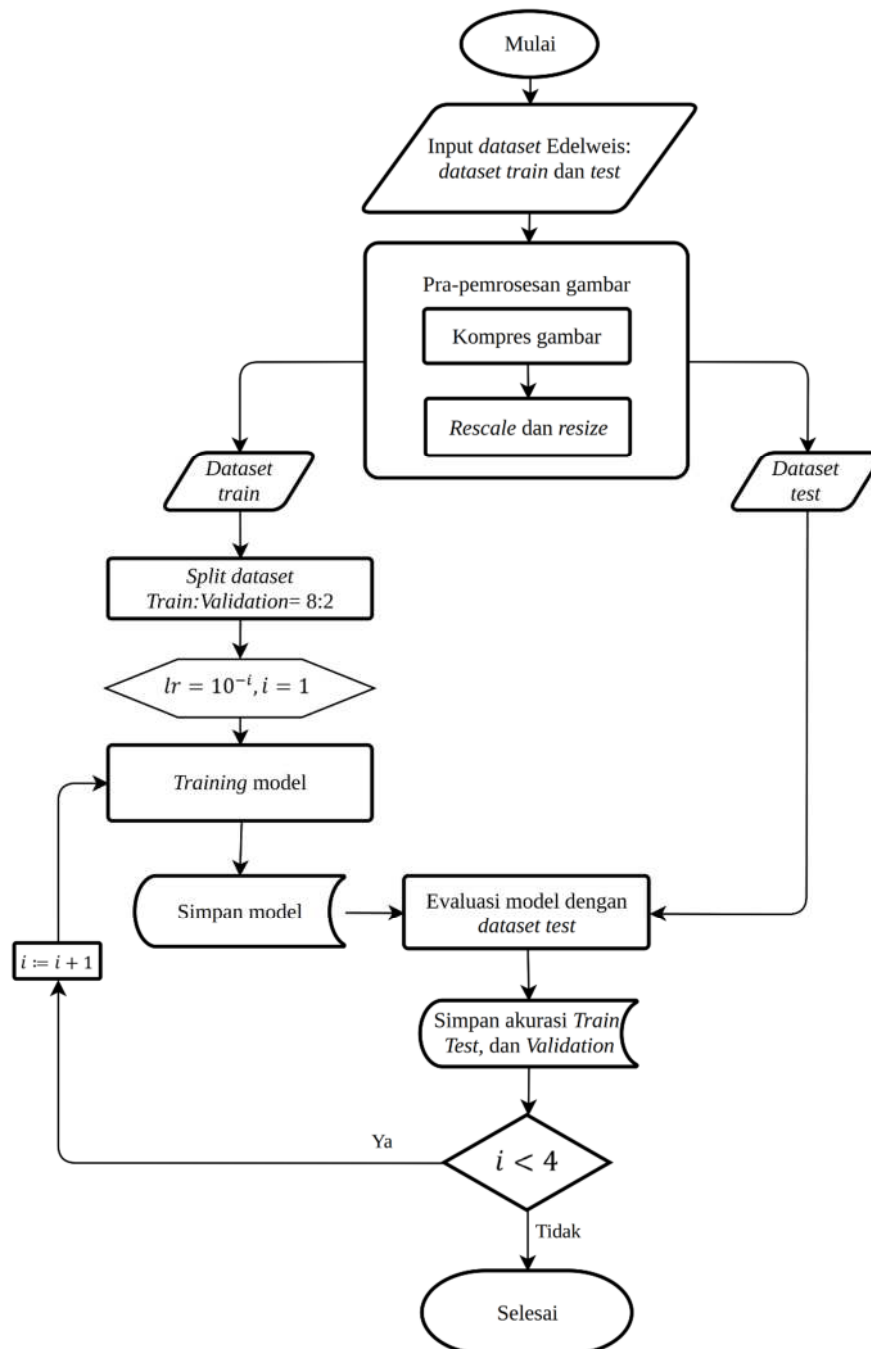 Mulai
Input dataset Edelweis:
dataset train dan test
Pra-pemrosesan gambar
Kompres gambar
Rescale dan resize
Dataset
train
Dataset
test
Split dataset
Train:Validation= 8:2
lr = 10⁻ⁱ, i = 1
Training model
Simpan model
Evaluasi model dengan
dataset test
i ≔ i + 1
Simpan akurasi Train
Test, dan Validation
Ya
i < 4
Tidak
Selesai